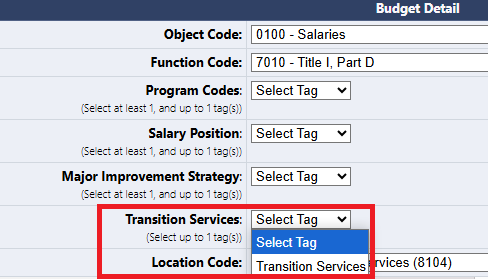 Budget Detail
Object Code: 0100 - Salaries
Function Code: 7010 - Title I, Part D
Program Codes: Select Tag
(Select at least 1, and up to 1 tag(s))
Salary Position: Select Tag
(Select at least 1, and up to 1 tag(s))
Major Improvement Strategy: Select Tag
(Select at least 1, and up to 1 tag(s))
Transition Services: Select Tag
(Select up to 1 tag(s))
Select Tag
Location Code: Transition Services ervices (8104)